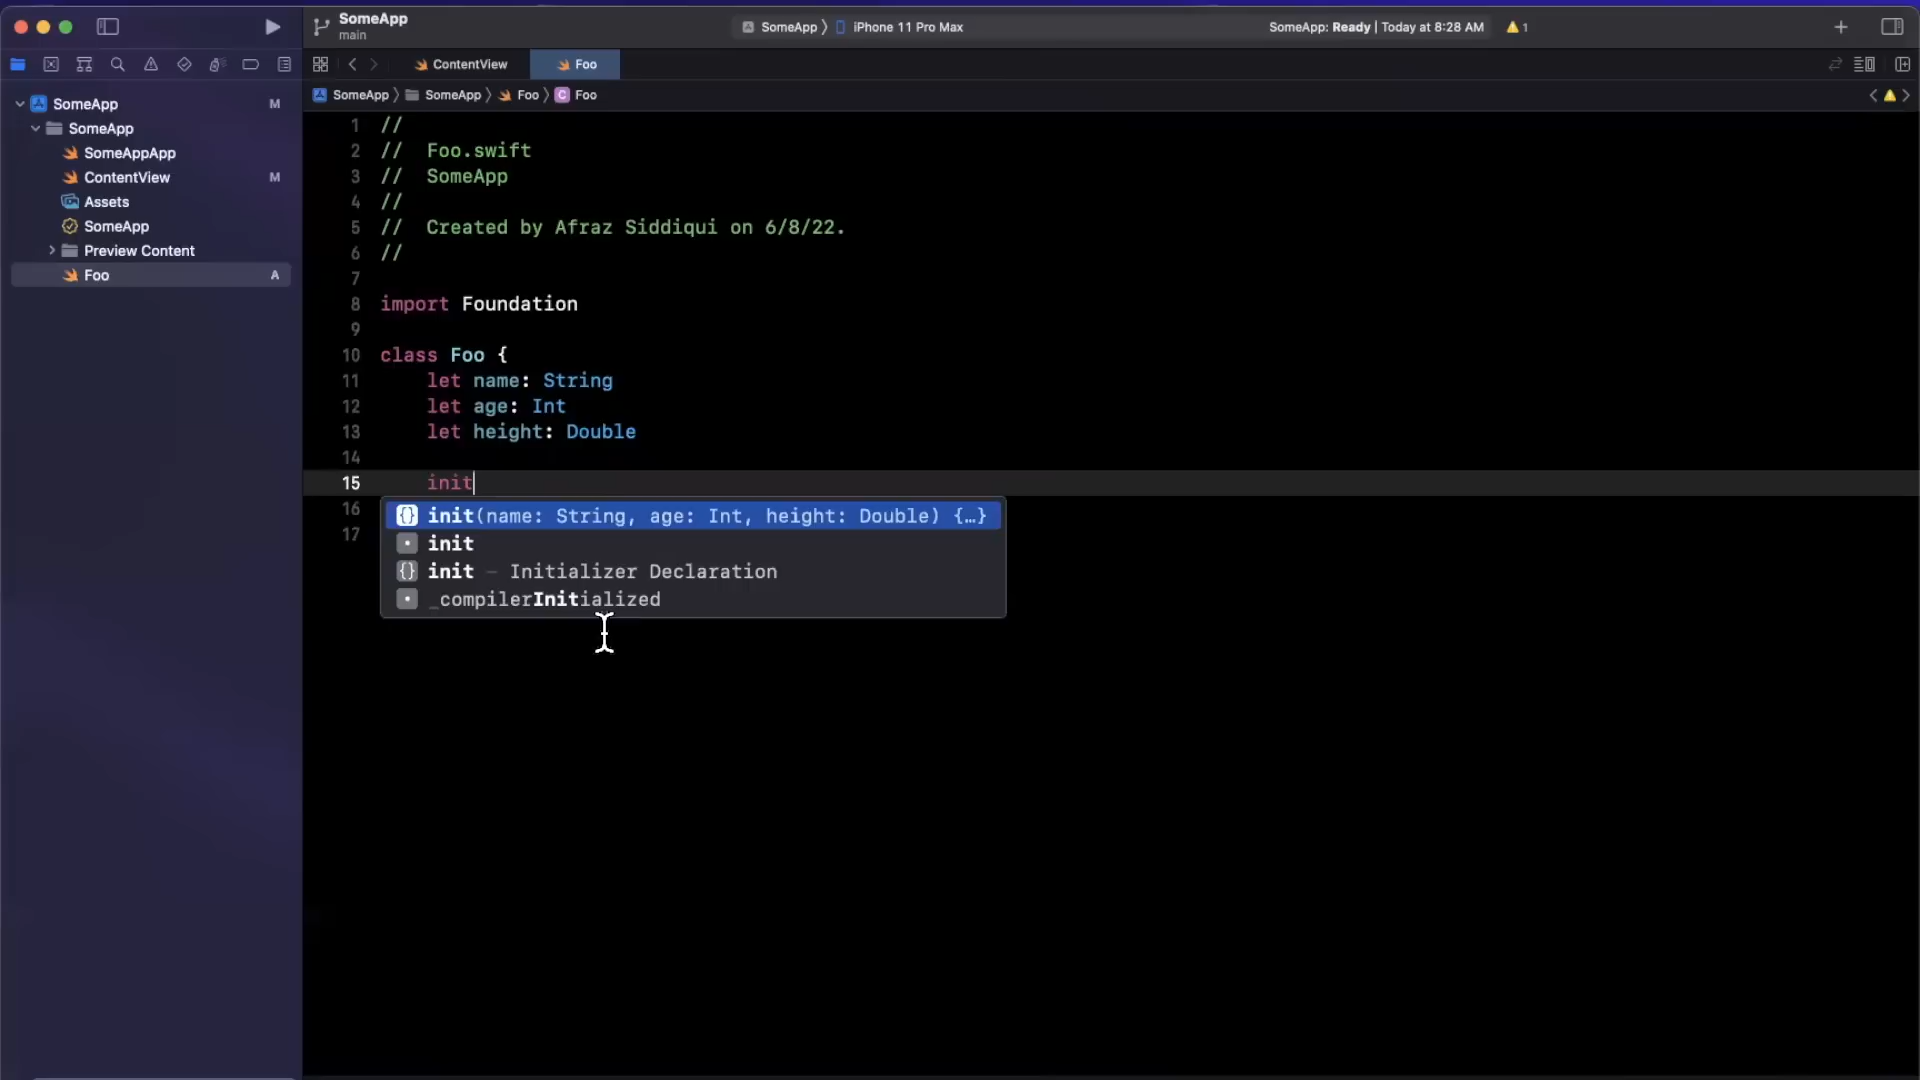 SomeApp
main
SomeApp
iPhone 11 Pro Max
SomeApp: Ready | Today at 8:28 AM
1
ContentView
Foo
SomeApp
SomeApp
Foo
Foo
SomeApp M
SomeApp
SomeAppApp
ContentView M
Assets
SomeApp
Preview Content
Foo A
1 //
2 // Foo.swift
3 // SomeApp
4 //
5 // Created by Afraz Siddiqui on 6/8/22.
6 //
7
8 import Foundation
9
10 class Foo {
11 let name: String
12 let age: Int
13 let height: Double
14
15 init
16
17
{} init(name: String, age: Int, height: Double) {…}
init
{} init – Initializer Declaration
_compilerInitialized